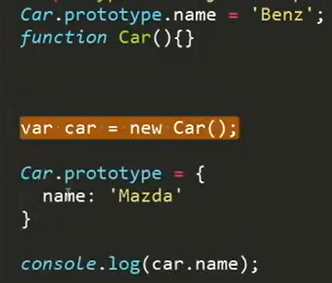 Car.prototype.name = 'Benz';
function Car(){}
var car = new Car();
Car.prototype = {
name: 'Mazda'
}
console.log(car.name);